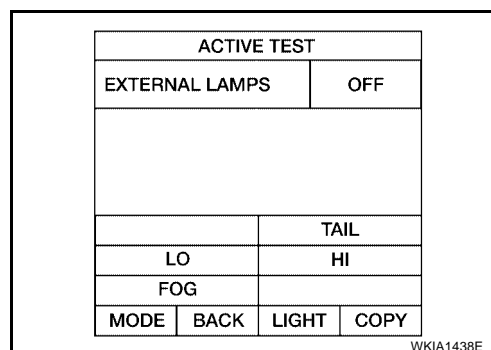 ACTIVE TEST
EXTERNAL LAMPS OFF
TAIL
LO HI
FOG
MODE BACK LIGHT COPY
WKIA1438E